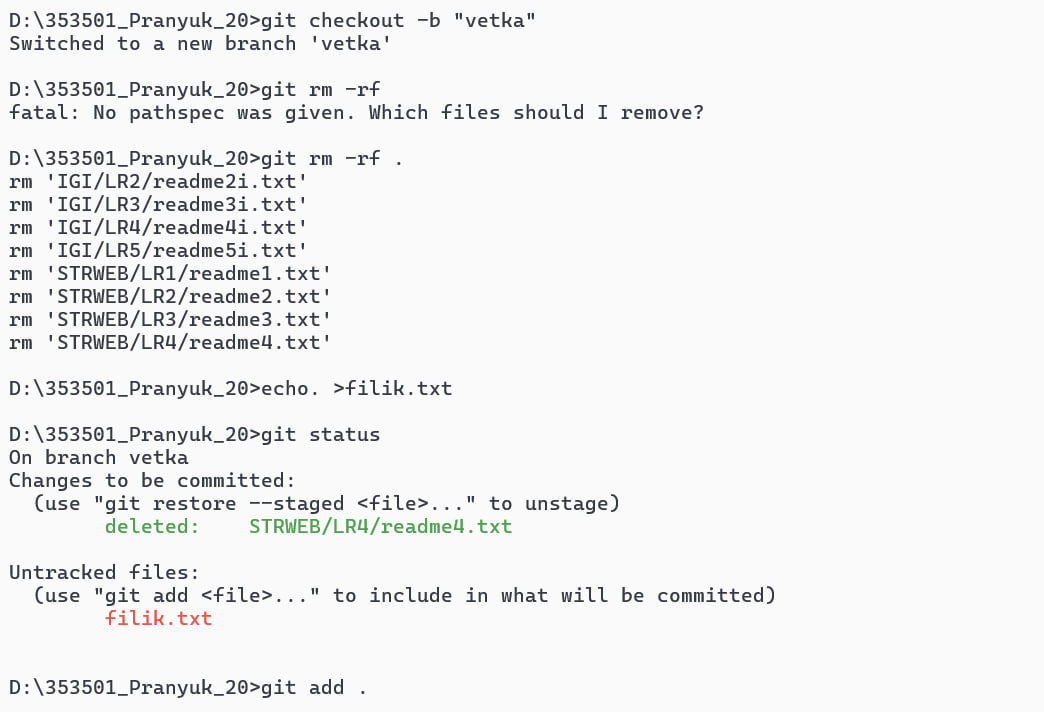 D:\353501_Pranyuk_20>git checkout -b "vetka"
Switched to a new branch 'vetka'
D:\353501_Pranyuk_20>git rm -rf
fatal: No pathspec was given. Which files should I remove?
D:\353501_Pranyuk_20>git rm -rf .
rm 'IGI/LR2/readme2i.txt'
rm 'IGI/LR3/readme3i.txt'
rm 'IGI/LR4/readme4i.txt'
rm 'IGI/LR5/readme5i.txt'
rm 'STRWEB/LR1/readme1.txt'
rm 'STRWEB/LR2/readme2.txt'
rm 'STRWEB/LR3/readme3.txt'
rm 'STRWEB/LR4/readme4.txt'
D:\353501_Pranyuk_20>echo. >filik.txt
D:\353501_Pranyuk_20>git status
On branch vetka
Changes to be committed:
  (use "git restore --staged <file>..." to unstage)
        deleted:    STRWEB/LR4/readme4.txt
Untracked files:
  (use "git add <file>..." to include in what will be committed)
        filik.txt
D:\353501_Pranyuk_20>git add .